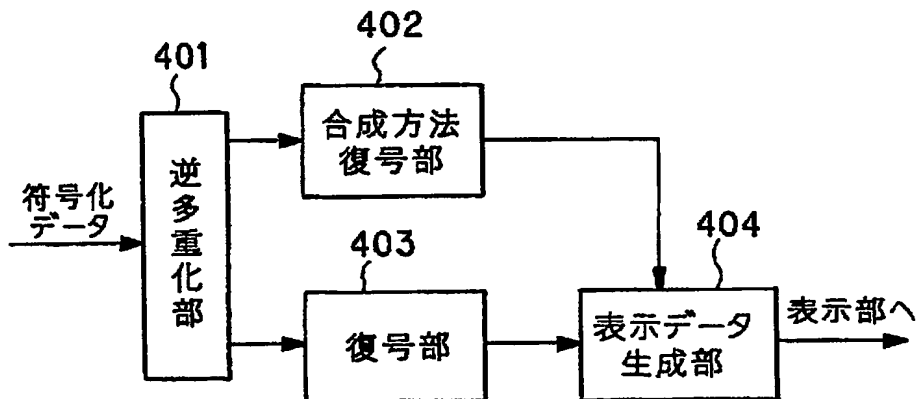 401
402
合成方法
復号部
符号化
データ
逆多重化部
403
復号部
404
表示データ
生成部
表示部へ